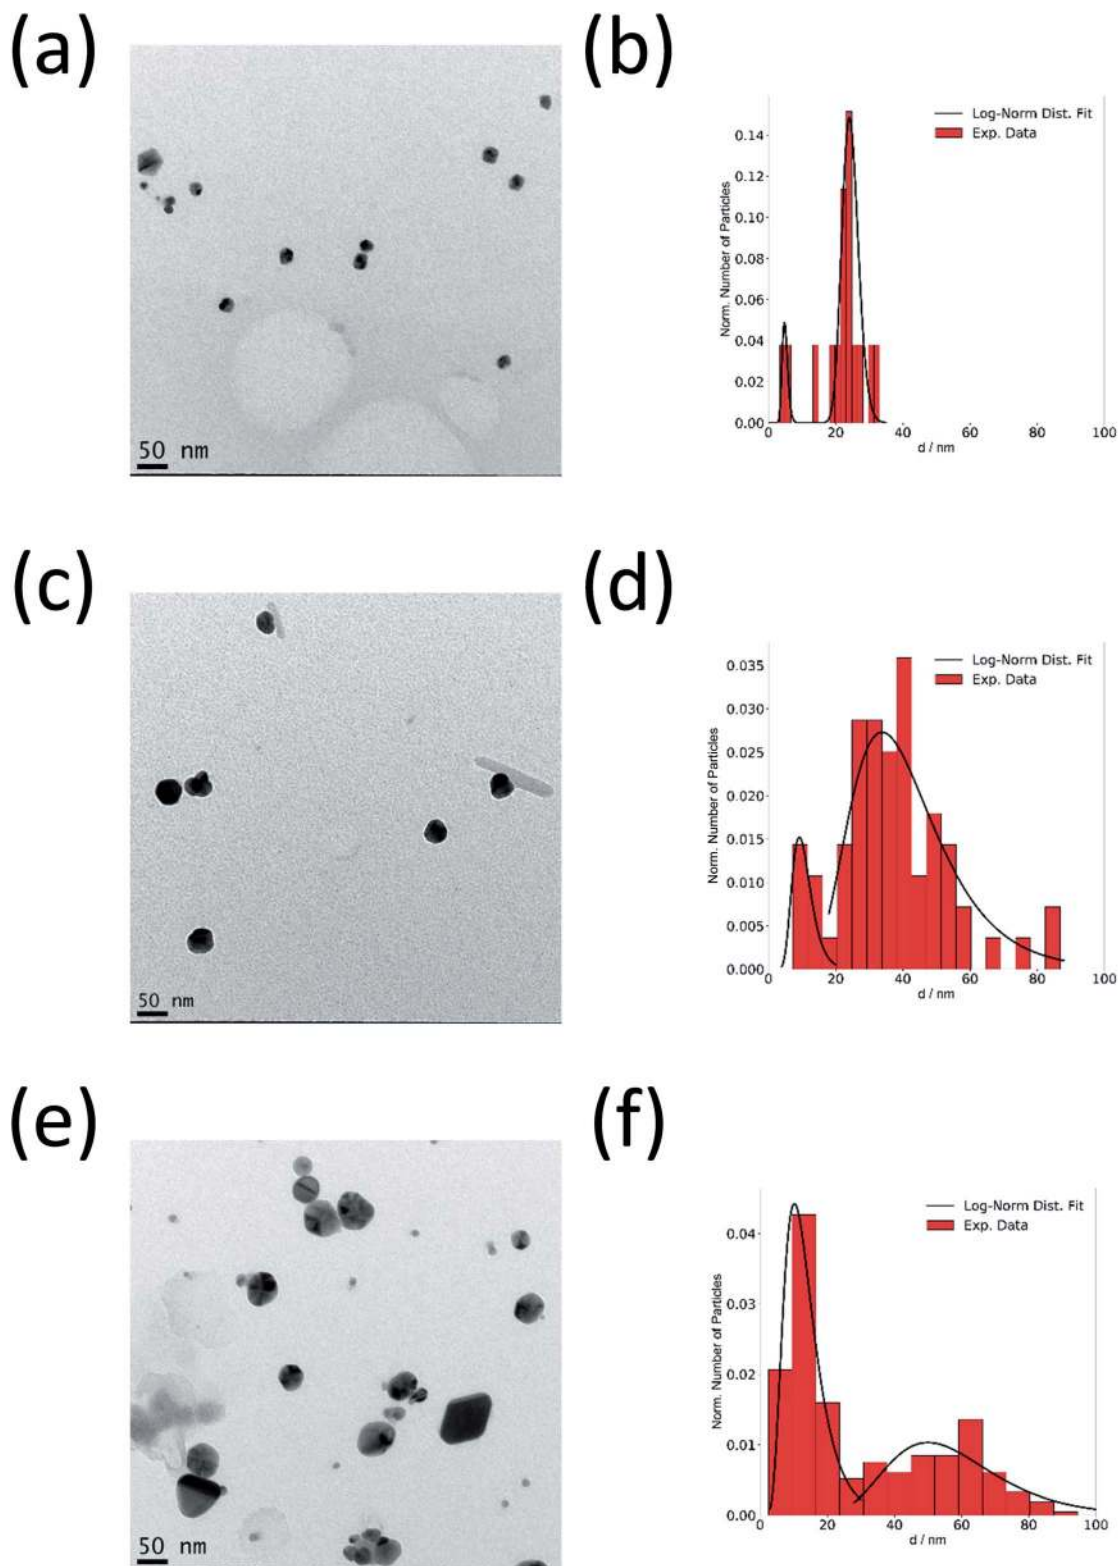 (a)
50 nm
(b)
Log-Norm Dist. Fit
Exp. Data
Norm. Number of Particles
0.14
0.12
0.10
0.08
0.06
0.04
0.02
0.00
0 20 40 60 80 100
d / nm
(c)
50 nm
(d)
Log-Norm Dist. Fit
Exp. Data
Norm. Number of Particles
0.035
0.030
0.025
0.020
0.015
0.010
0.005
0.000
0 20 40 60 80 100
d / nm
(e)
50 nm
(f)
Log-Norm Dist. Fit
Exp. Data
Norm. Number of Particles
0.04
0.03
0.02
0.01
0.00
0 20 40 60 80 100
d / nm